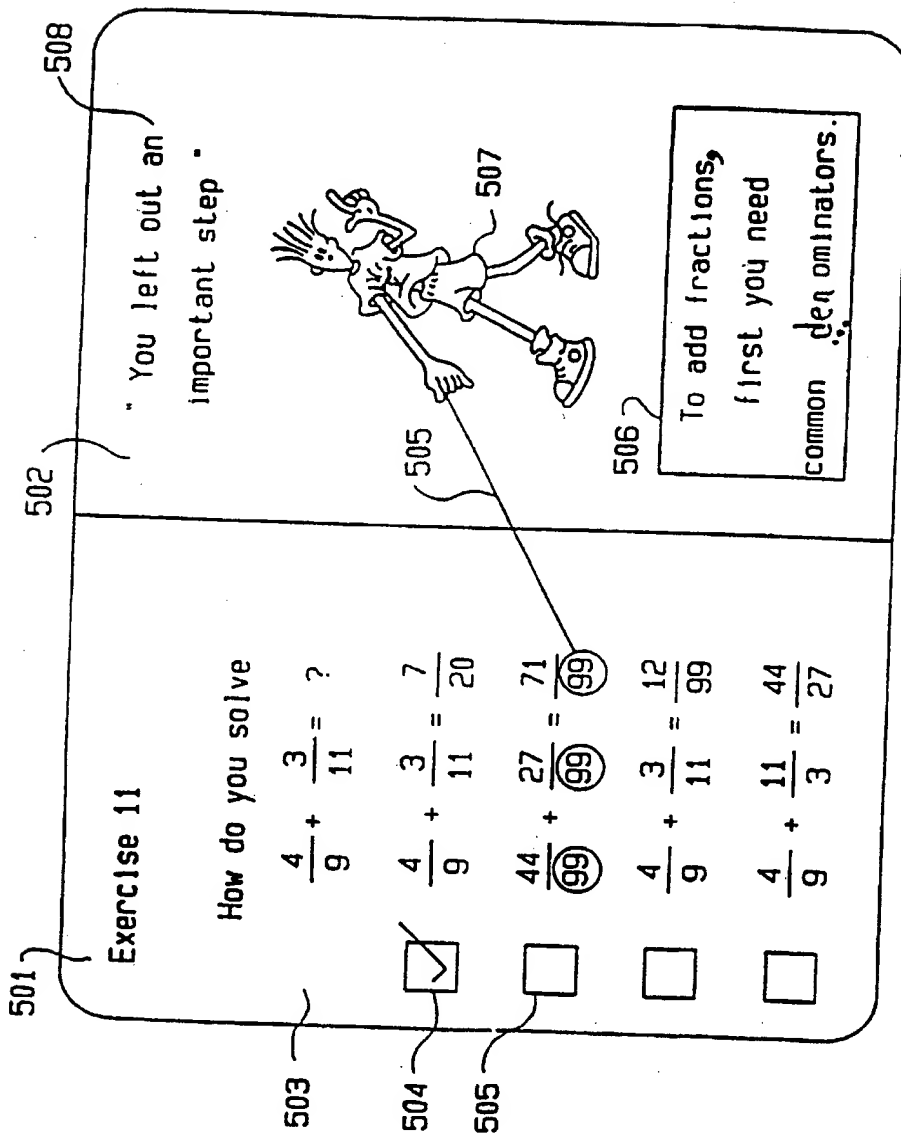 501
Exercise 11
How do you solve
503
4/9 + 3/11 = ?
504
4/9 + 3/11 = 7/20
505
44/99 + 27/99 = 71/99
4/9 + 3/11 = 12/99
4/9 + 11/3 = 44/27
502
508
" You left out an
important step "
505
507
506
To add fractions,
first you need
common den ominators.